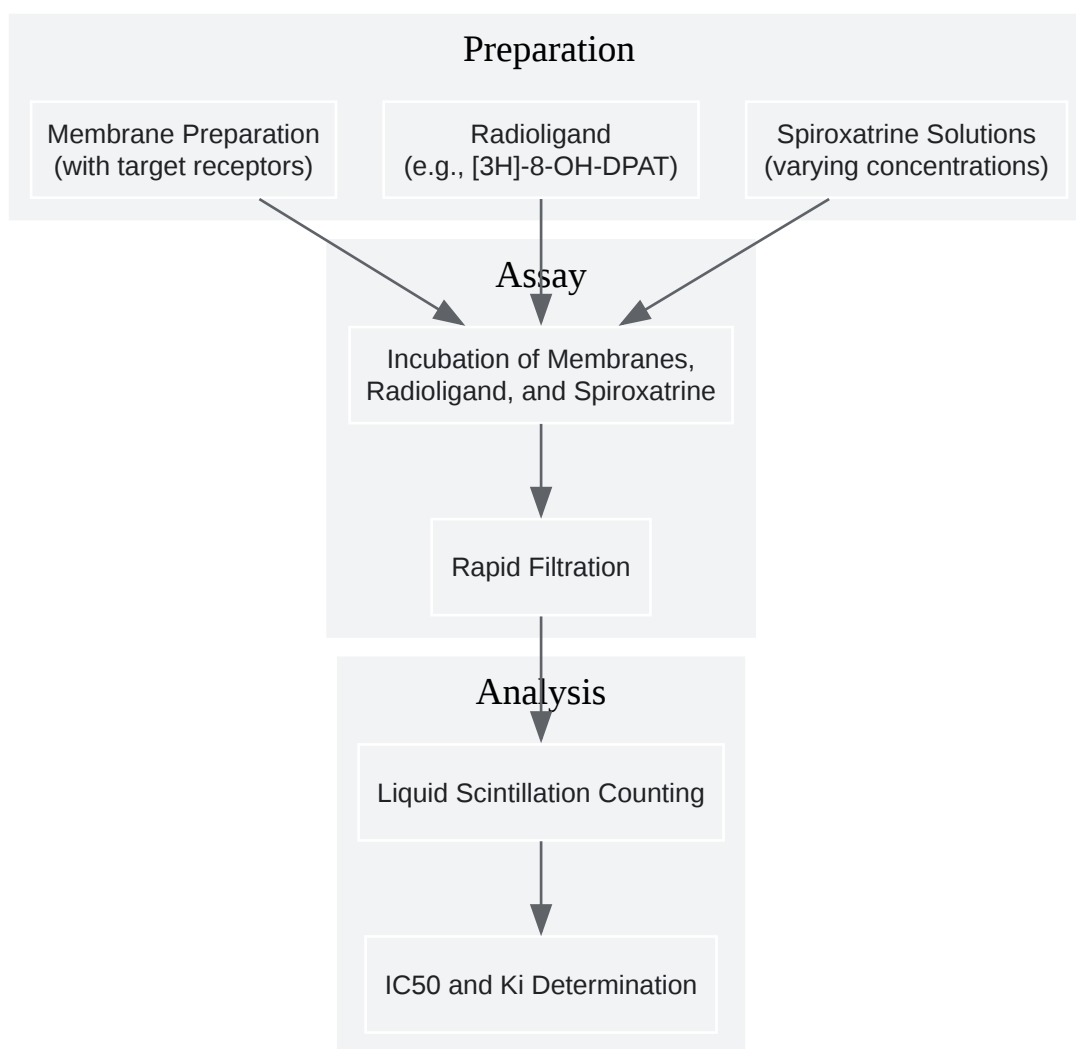 Preparation
Membrane Preparation
(with target receptors)
Radioligand
(e.g., [3H]-8-OH-DPAT)
Spiroxatrine Solutions
(varying concentrations)
Assay
Incubation of Membranes,
Radioligand, and Spiroxatrine
Rapid Filtration
Analysis
Liquid Scintillation Counting
IC50 and Ki Determination